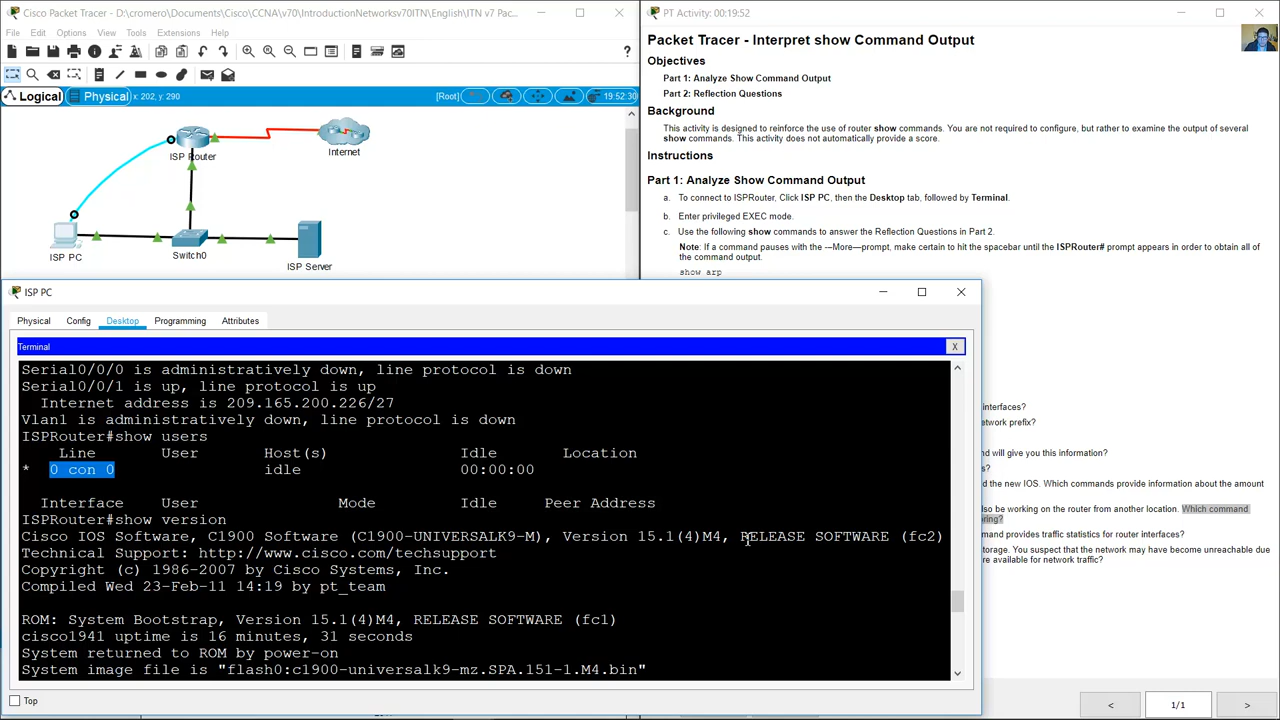 Cisco Packet Tracer - C:\Users\cromero\Documents\Cisco\CCNA\v70\IntroductionNetworksv70ITN\English\ITN v7 Pac...
File Edit Options View Tools Extensions Help
?
Logical Physical x: 202, y: 290 [Root] 19:52:30
ISP Router
Internet
ISP PC
Switch0
ISP Server
PT Activity: 00:19:52
Packet Tracer - Interpret show Command Output
Objectives
Part 1: Analyze Show Command Output
Part 2: Reflection Questions
Background
This activity is designed to reinforce the use of router show commands. You are not required to configure, but rather to examine the output of several
show commands. This activity does not automatically provide a score.
Instructions
Part 1: Analyze Show Command Output
a. To connect to ISPRouter, Click ISP PC, then the Desktop tab, followed by Terminal.
b. Enter privileged EXEC mode.
c. Use the following show commands to answer the Reflection Questions in Part 2.
Note: If a command pauses with the --More—prompt, make certain to hit the spacebar until the ISPRouter# prompt appears in order to obtain all of
the command output.
show arp
interfaces?
etwork prefix?
nd will give you this information?
s?
d the new IOS. Which commands provide information about the amount
lso be working on the router from another location. Which command
oring?
mand provides traffic statistics for router interfaces?
torage. You suspect that the network may have become unreachable due
re available for network traffic?
< 1/1 >
ISP PC
Physical Config Desktop Programming Attributes
Terminal X
Serial0/0/0 is administratively down, line protocol is down
Serial0/0/1 is up, line protocol is up
Internet address is 209.165.200.226/27
Vlan1 is administratively down, line protocol is down
ISPRouter#show users
Line User Host(s) Idle Location
* 0 con 0 idle 00:00:00
Interface User Mode Idle Peer Address
ISPRouter#show version
Cisco IOS Software, C1900 Software (C1900-UNIVERSALK9-M), Version 15.1(4)M4, RELEASE SOFTWARE (fc2)
Technical Support: http://www.cisco.com/techsupport
Copyright (c) 1986-2007 by Cisco Systems, Inc.
Compiled Wed 23-Feb-11 14:19 by pt_team
ROM: System Bootstrap, Version 15.1(4)M4, RELEASE SOFTWARE (fc1)
cisco1941 uptime is 16 minutes, 31 seconds
System returned to ROM by power-on
System image file is "flash0:c1900-universalk9-mz.SPA.151-1.M4.bin"
Top